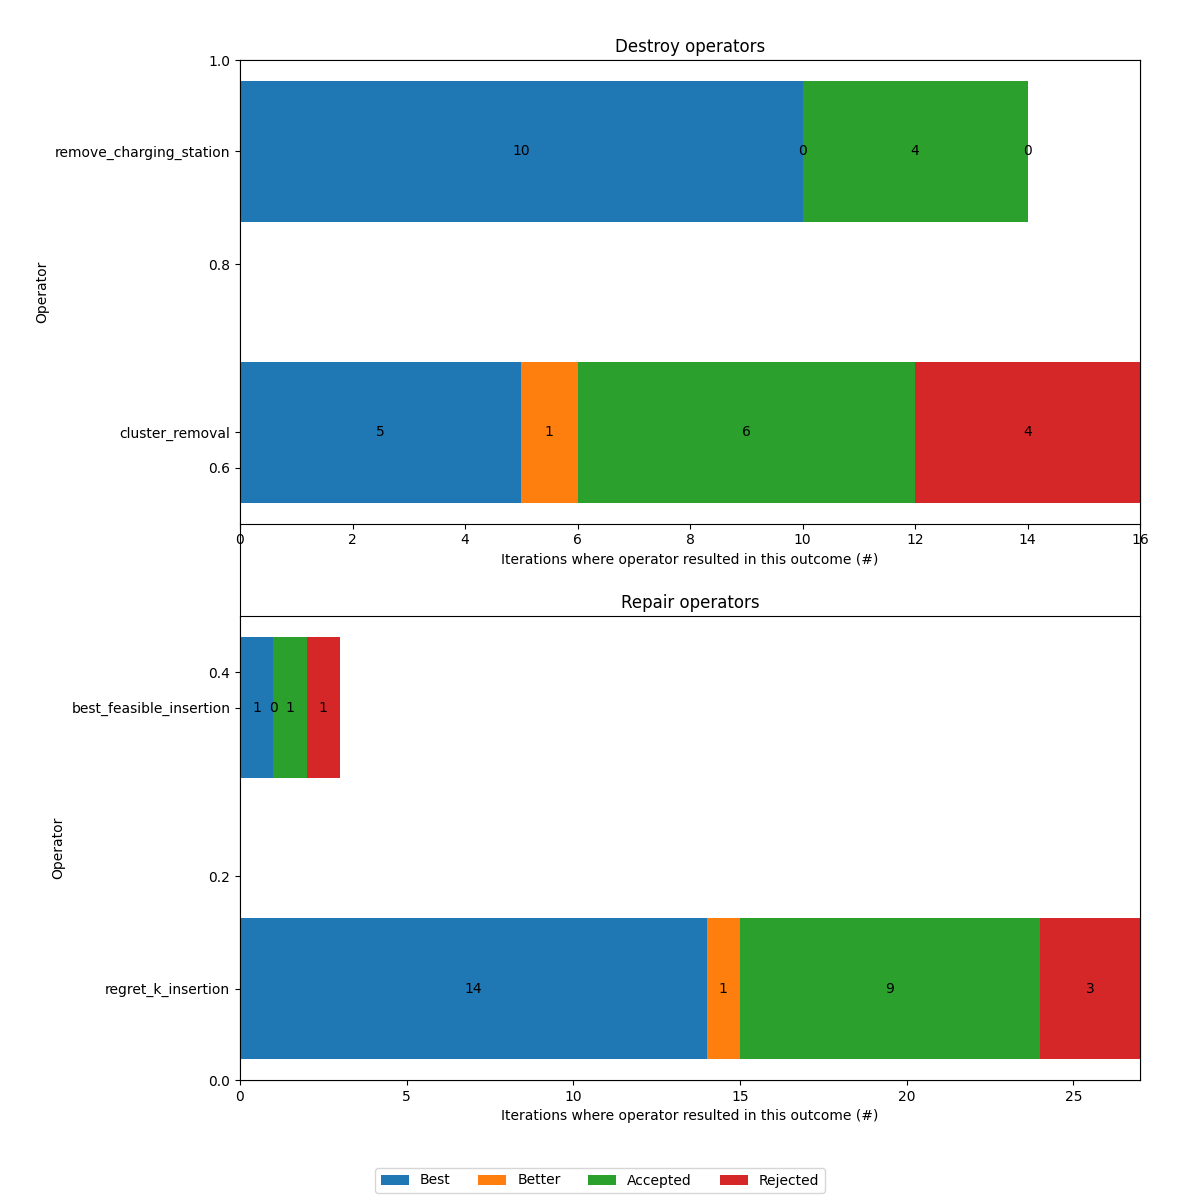 Destroy operators
1.0
remove_charging_station
10 0 4 0
0.8
Operator
cluster_removal
5 1 6 4
0.6
0 2 4 6 8 10 12 14 16
Iterations where operator resulted in this outcome (#)
Repair operators
0.4
best_feasible_insertion
1 0 1 1
Operator
0.2
regret_k_insertion
14 1 9 3
0.0
0 5 10 15 20 25
Iterations where operator resulted in this outcome (#)
Best Better Accepted Rejected